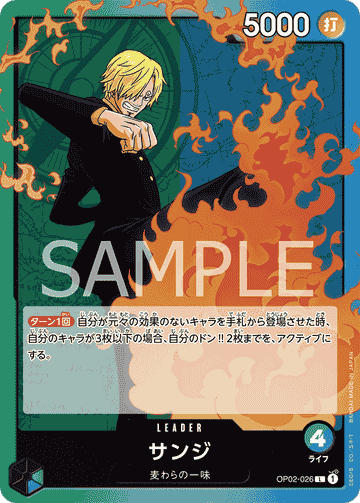 5000 打
SAMPLE
ターン1回 自分が元々の効果のないキャラを手札から登場させた時、
自分のキャラが3枚以下の場合、自分のドン!!2枚までを、アクティブに
する。
LEADER
サンジ
麦わらの一味
4
ライフ
OP02-026 L 1